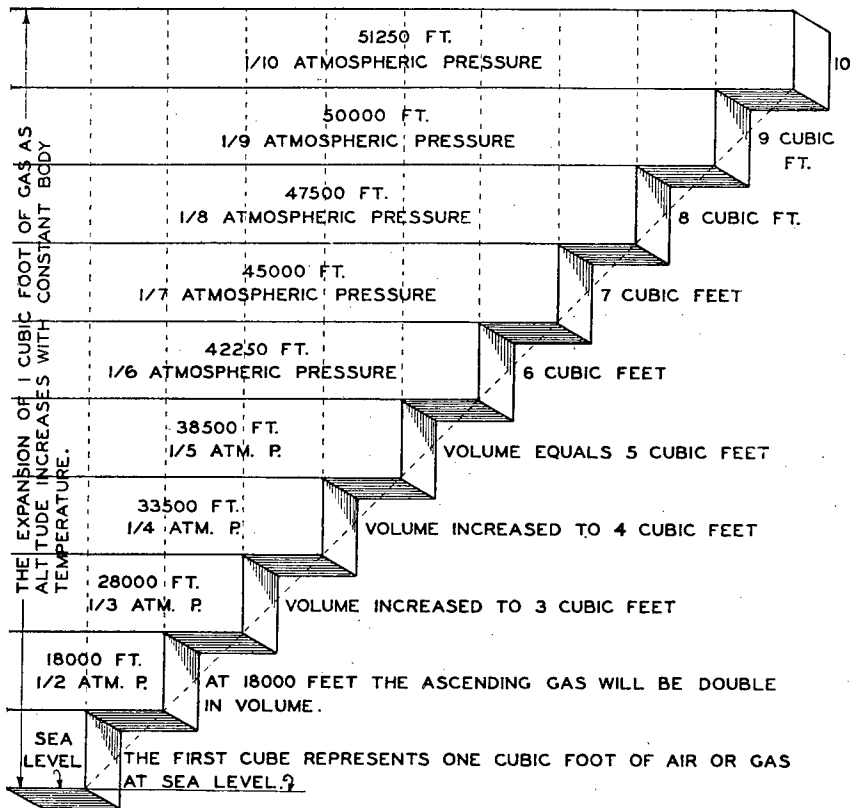 51250 FT.
1/10 ATMOSPHERIC PRESSURE
10
50000 FT.
1/9 ATMOSPHERIC PRESSURE
9 CUBIC
FT.
47500 FT.
1/8 ATMOSPHERIC PRESSURE
8 CUBIC FT.
45000 FT.
1/7 ATMOSPHERIC PRESSURE
7 CUBIC FEET
42250 FT.
1/6 ATMOSPHERIC PRESSURE
6 CUBIC FEET
38500 FT.
1/5 ATM. P.
VOLUME EQUALS 5 CUBIC FEET
33500 FT.
1/4 ATM. P.
VOLUME INCREASED TO 4 CUBIC FEET
28000 FT.
1/3 ATM. P.
VOLUME INCREASED TO 3 CUBIC FEET
18000 FT.
1/2 ATM. P.
AT 18000 FEET THE ASCENDING GAS WILL BE DOUBLE
IN VOLUME.
SEA
LEVEL
THE FIRST CUBE REPRESENTS ONE CUBIC FOOT OF AIR OR GAS
AT SEA LEVEL.
THE EXPANSION OF 1 CUBIC FOOT OF GAS AS
ALTITUDE INCREASES WITH CONSTANT BODY
TEMPERATURE.